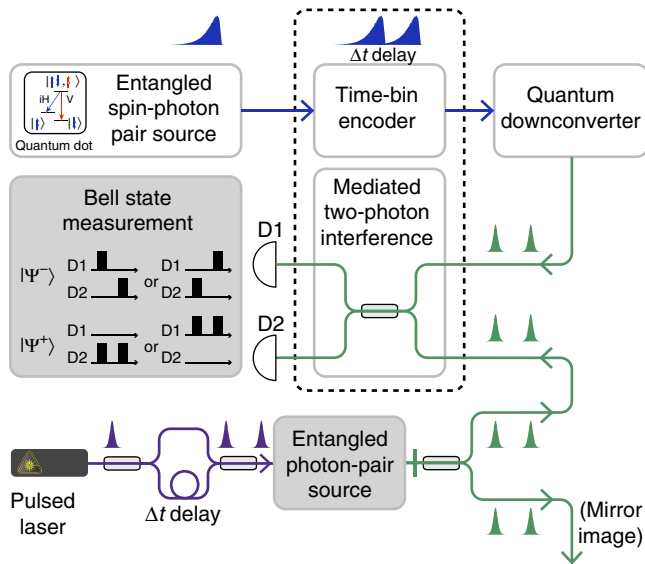 Δt delay
|⇑⇓,⇑⟩
iH
V
|⇑⟩
|⇓⟩
Quantum dot
Entangled
spin-photon
pair source
Time-bin
encoder
Quantum
downconverter
Bell state
measurement
|Ψ⁻⟩
D1
D2
or
D1
D2
|Ψ⁺⟩
D1
D2
or
D1
D2
D1
D2
Mediated
two-photon
interference
Pulsed
laser
Δt delay
Entangled
photon-pair
source
(Mirror
image)